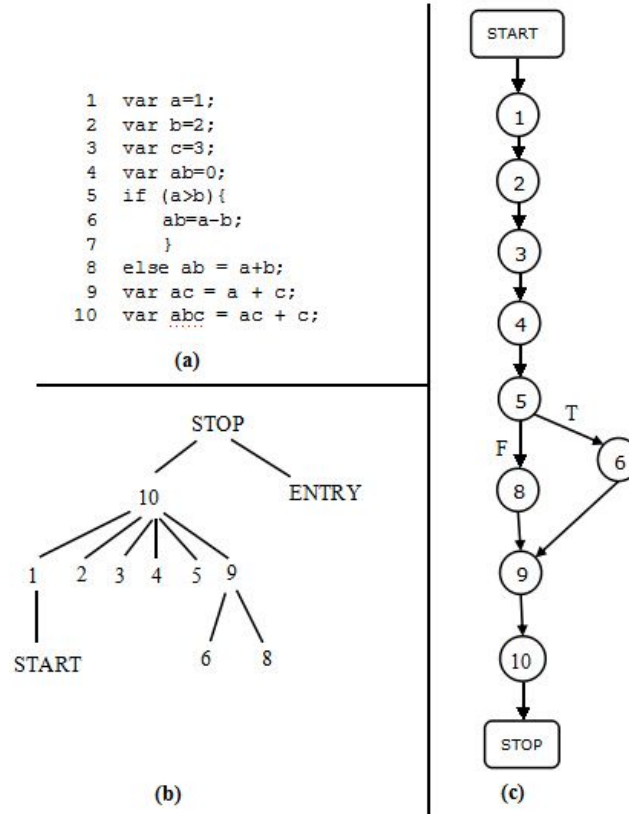 1 var a=1;
2 var b=2;
3 var c=3;
4 var ab=0;
5 if (a>b){
6 ab=a-b;
7 }
8 else ab = a+b;
9 var ac = a + c;
10 var abc = ac + c;
(a)
STOP
10 ENTRY
1 2 3 4 5 9
START 6 8
(b)
START
1
2
3
4
5
T
F 6
8
9
10
STOP
(c)